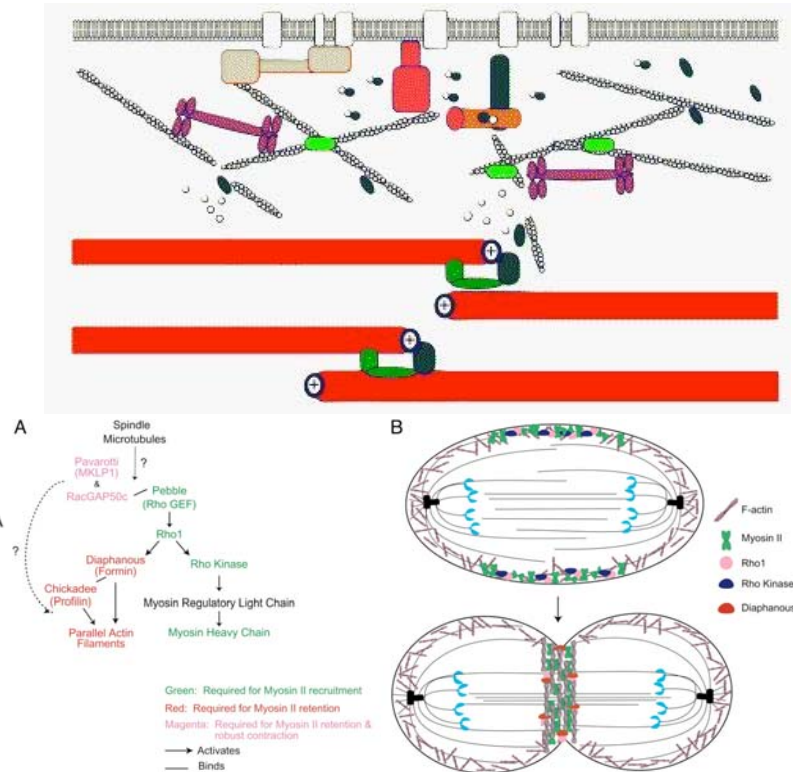 +
+
+
+
A
Spindle
Microtubules
?
Pavarotti
(MKLP1)
&
RacGAP50c
Pebble
(Rho GEF)
Rho1
?
Diaphanous
(Formin)
Rho Kinase
Chickadee
(Profilin)
Myosin Regulatory Light Chain
Parallel Actin
Filaments
Myosin Heavy Chain
Green: Required for Myosin II recruitment
Red: Required for Myosin II retention
Magenta: Required for Myosin II retention &
robust contraction
Activates
Binds
B
F-actin
Myosin II
Rho1
Rho Kinase
Diaphanous